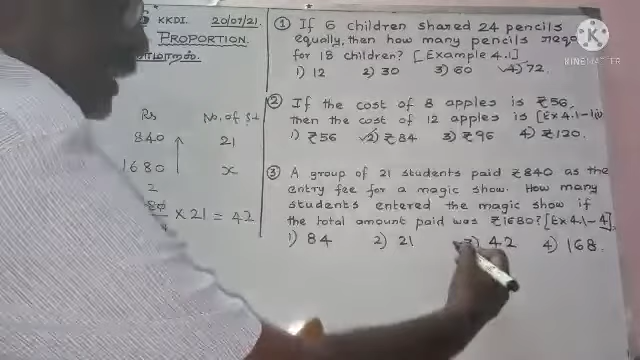 KKDI. 20/07/21.
PROPORTION
Rs No. of St
840 21
1680 x
2
× 21 = 42
① If 6 children shared 24 pencils
equally, then how many pencils தேவை
for 18 children? [Example 4.1]
1) 12 2) 30 3) 60 4) 72.
② If the cost of 8 apples is ₹56,
then the cost of 12 apples is [Ex 4.1-1(i)
1) ₹56 2) ₹84 3) ₹96 4) ₹120.
③ A group of 21 students paid ₹840 as the
entry fee for a magic show. How many
students entered the magic show if
the total amount paid was ₹1680? [Ex 4.1-4]
1) 84 2) 21 3) 42 4) 168.
KINEMASTER